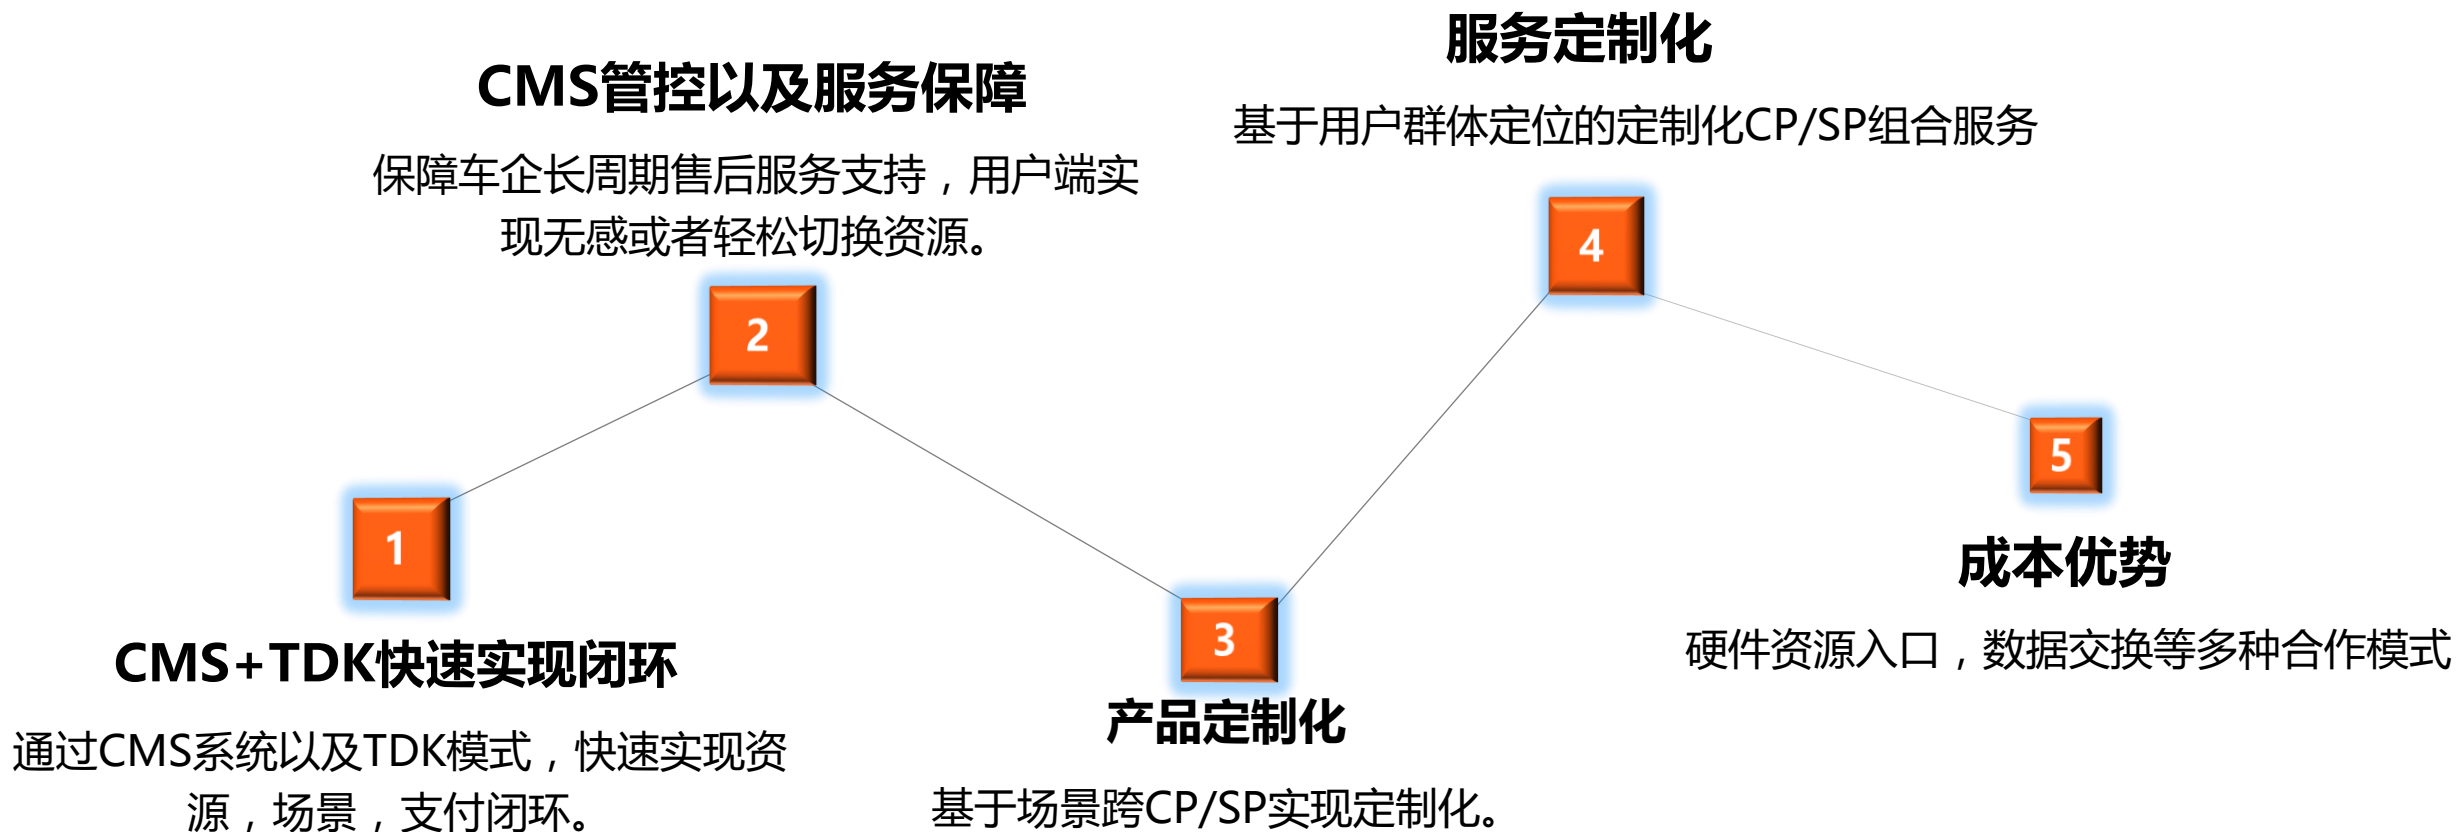 1
CMS+TDK快速实现闭环
通过CMS系统以及TDK模式，快速实现资
源，场景，支付闭环。
CMS管控以及服务保障
保障车企长周期售后服务支持，用户端实
现无感或者轻松切换资源。
2
3
产品定制化
基于场景跨CP/SP实现定制化。
服务定制化
基于用户群体定位的定制化CP/SP组合服务
4
5
成本优势
硬件资源入口，数据交换等多种合作模式